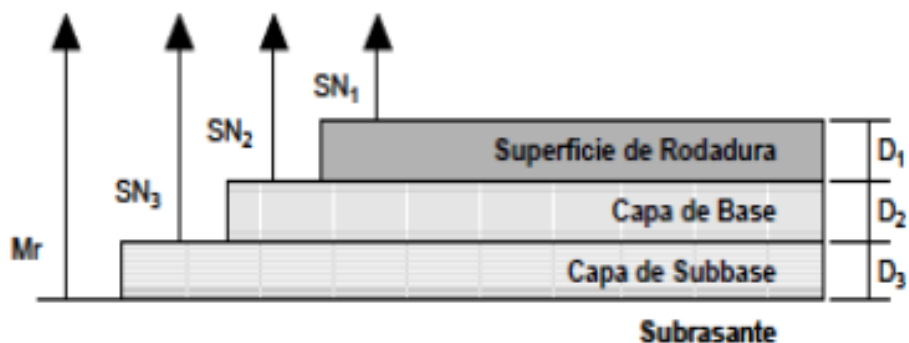 SN1
SN2
SN3
Mr
Superficie de Rodadura
D1
Capa de Base
D2
Capa de Subbase
D3
Subrasante